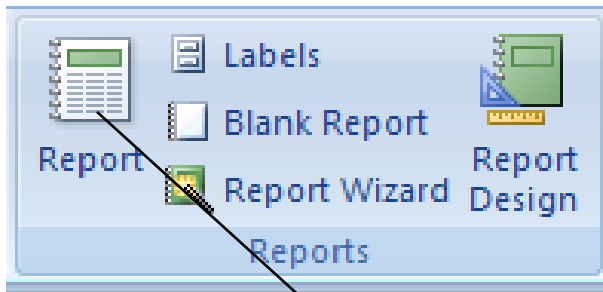 Report
Labels
Blank Report
Report Wizard
Report
Design
Reports